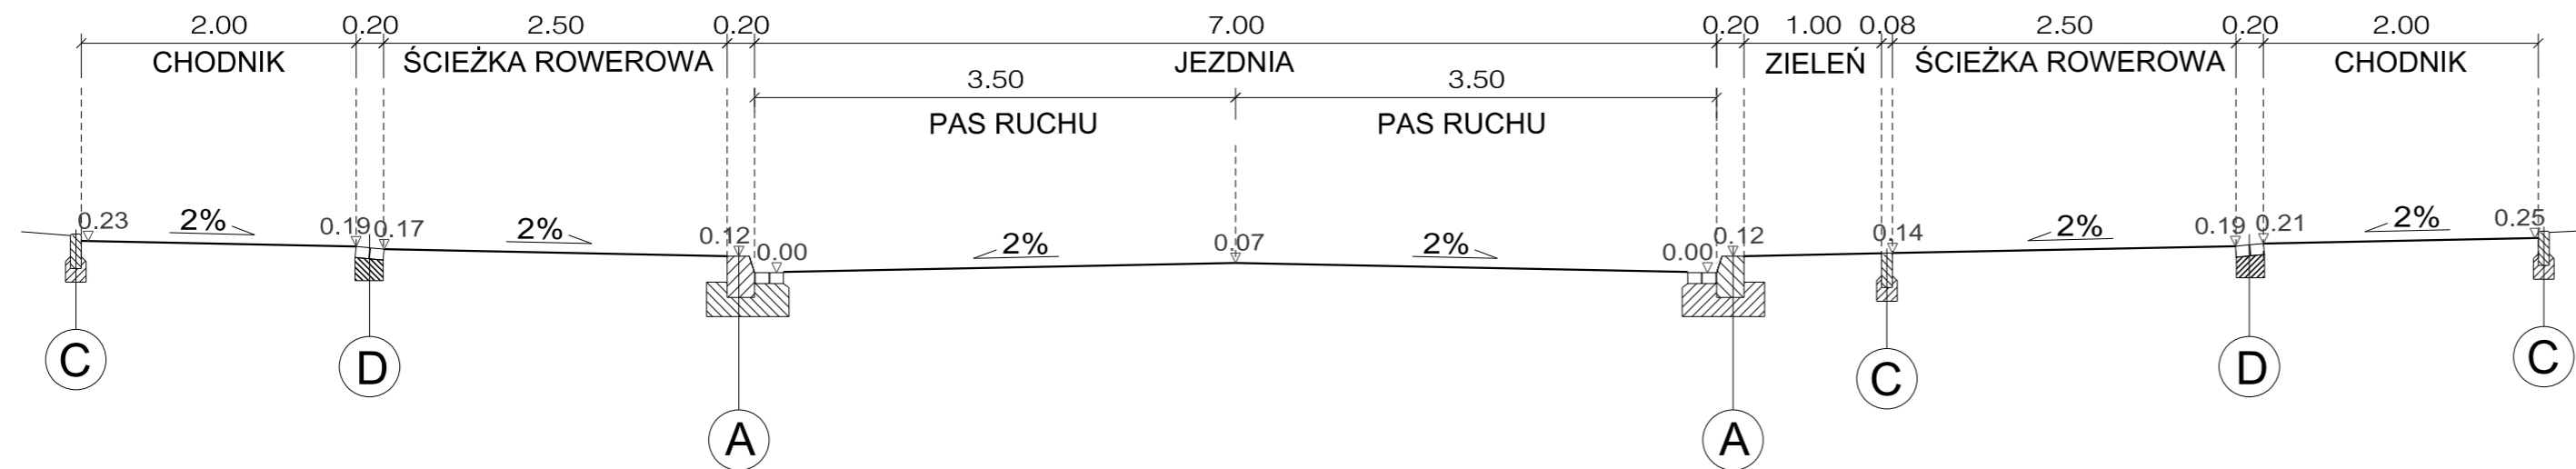 2.00 0.20 2.50 0.20 7.00 0.20 1.00 0.08 2.50 0.20 2.00
CHODNIK ŚCIEŻKA ROWEROWA JEZDNIA ZIELEŃ ŚCIEŻKA ROWEROWA CHODNIK
3.50 3.50
PAS RUCHU PAS RUCHU
0.23 2% 0.19 0.17 2% 0.12 0.00 2% 0.07 2% 0.00 0.12 0.14 2% 0.19 0.21 2% 0.25
C D A A C D C